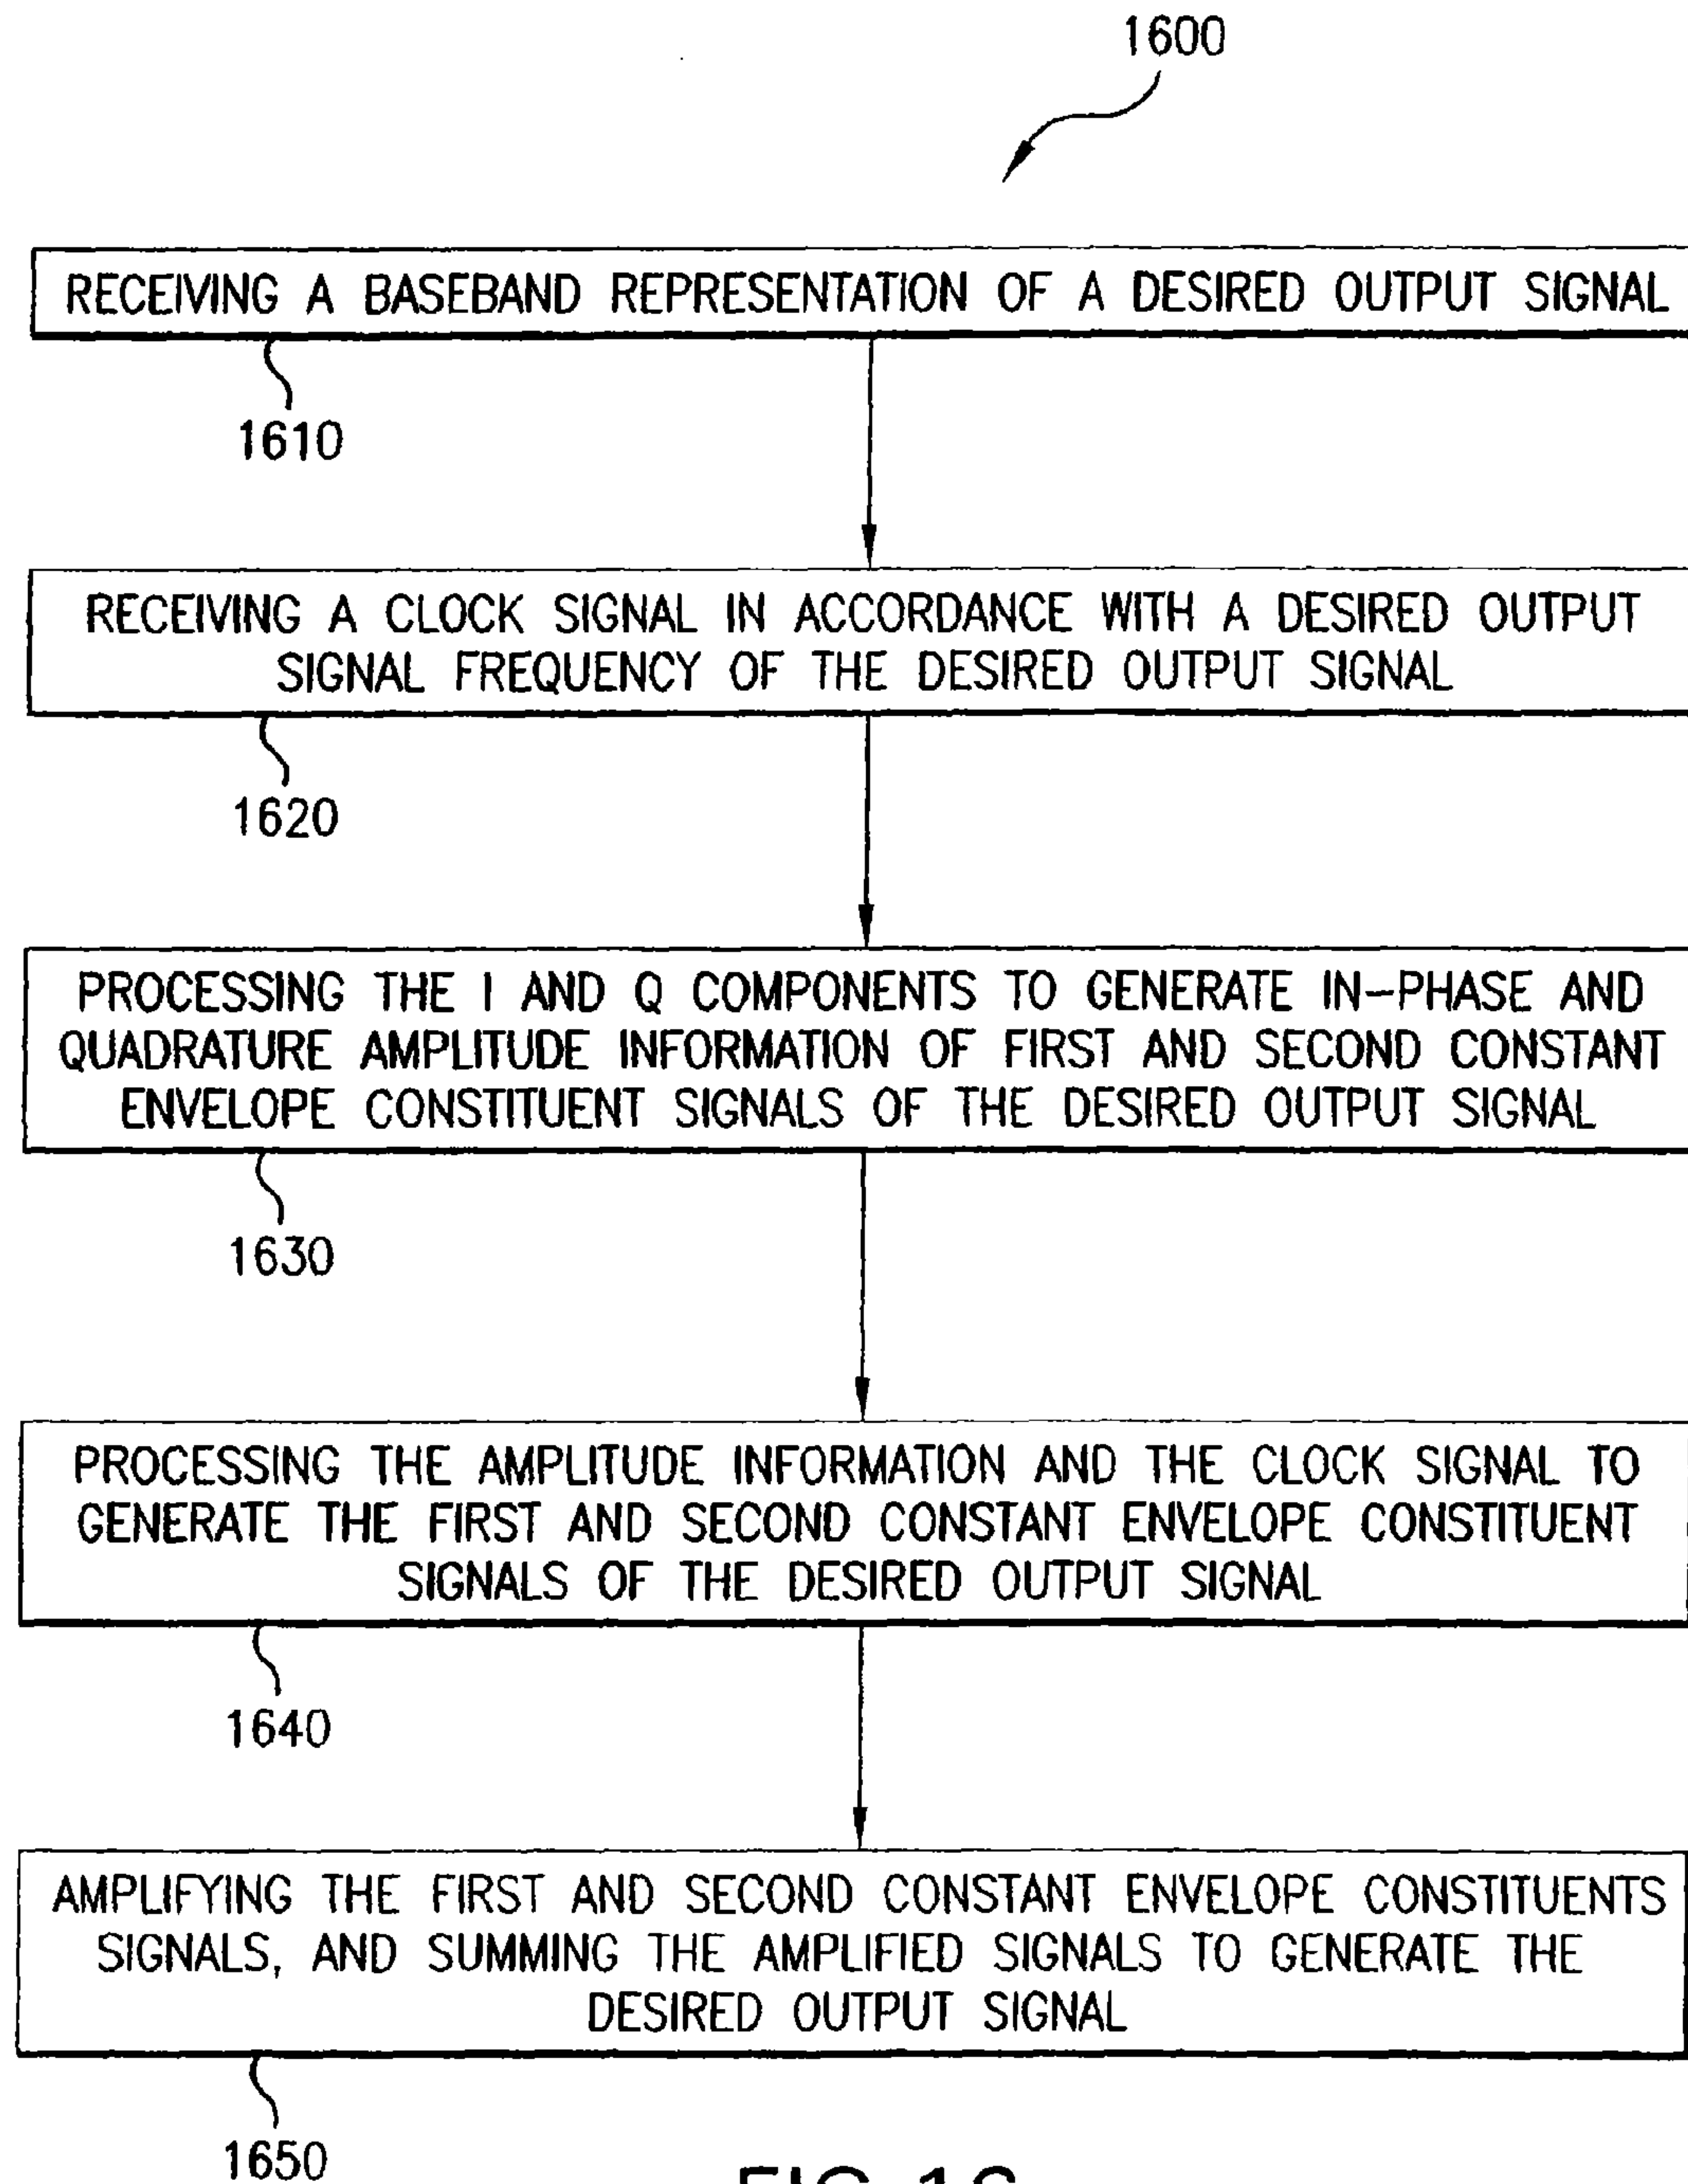 1600
RECEIVING A BASEBAND REPRESENTATION OF A DESIRED OUTPUT SIGNAL
1610
RECEIVING A CLOCK SIGNAL IN ACCORDANCE WITH A DESIRED OUTPUT
SIGNAL FREQUENCY OF THE DESIRED OUTPUT SIGNAL
1620
PROCESSING THE I AND Q COMPONENTS TO GENERATE IN-PHASE AND
QUADRATURE AMPLITUDE INFORMATION OF FIRST AND SECOND CONSTANT
ENVELOPE CONSTITUENT SIGNALS OF THE DESIRED OUTPUT SIGNAL
1630
PROCESSING THE AMPLITUDE INFORMATION AND THE CLOCK SIGNAL TO
GENERATE THE FIRST AND SECOND CONSTANT ENVELOPE CONSTITUENT
SIGNALS OF THE DESIRED OUTPUT SIGNAL
1640
AMPLIFYING THE FIRST AND SECOND CONSTANT ENVELOPE CONSTITUENTS
SIGNALS, AND SUMMING THE AMPLIFIED SIGNALS TO GENERATE THE
DESIRED OUTPUT SIGNAL
1650